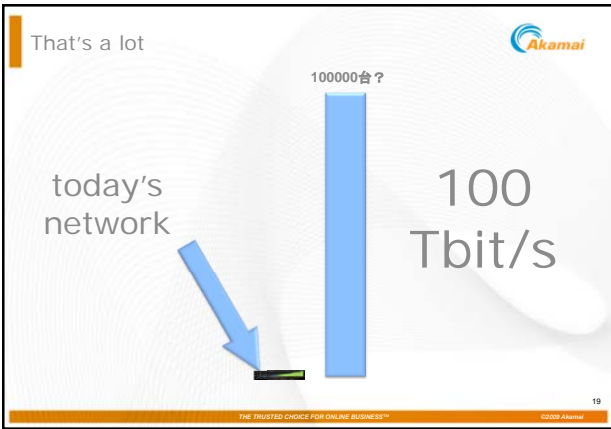 That's a lot
Akamai
100000台？
today's
network
100
Tbit/s
19
THE TRUSTED CHOICE FOR ONLINE BUSINESS™
©2009 Akamai